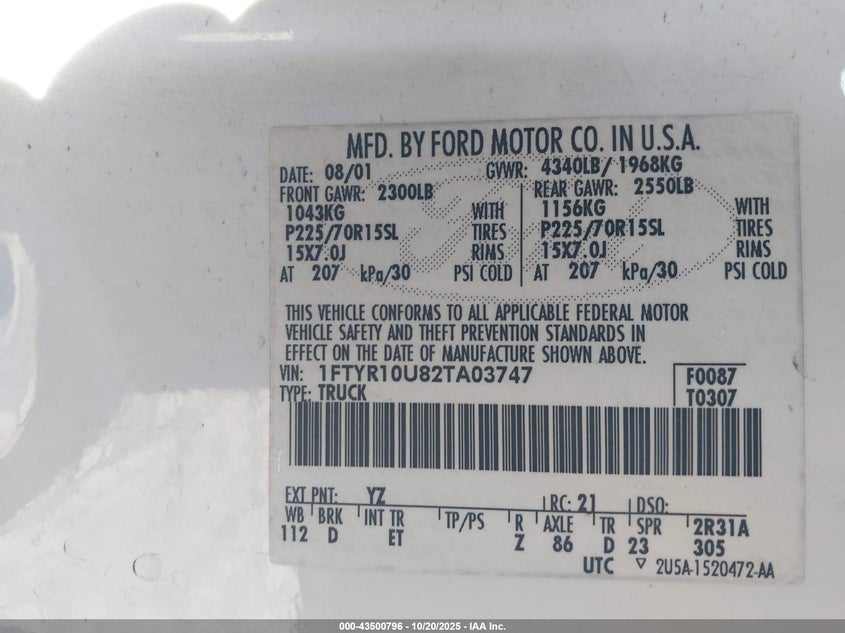 MFD. BY FORD MOTOR CO. IN U.S.A.
DATE: 08/01 GVWR: 4340LB/ 1968KG
FRONT GAWR: 2300LB REAR GAWR: 2550LB
1043KG WITH 1156KG WITH
P225/70R15SL TIRES P225/70R15SL TIRES
15X7.0J RIMS 15X7.0J RIMS
AT 207 kPa/30 PSI COLD AT 207 kPa/30 PSI COLD
THIS VEHICLE CONFORMS TO ALL APPLICABLE FEDERAL MOTOR
VEHICLE SAFETY AND THEFT PREVENTION STANDARDS IN
EFFECT ON THE DATE OF MANUFACTURE SHOWN ABOVE.
VIN: 1FTYR10U82TA03747 F0087
TYPE: TRUCK T0307
EXT PNT: YZ RC: 21 DSO:
WB BRK INT TR TP/PS R AXLE TR SPR 2R31A
112 D ET Z 86 D 23 305
UTC ▽ 2U5A-1520472-AA
000-43500796 - 10/20/2025 - IAA Inc.